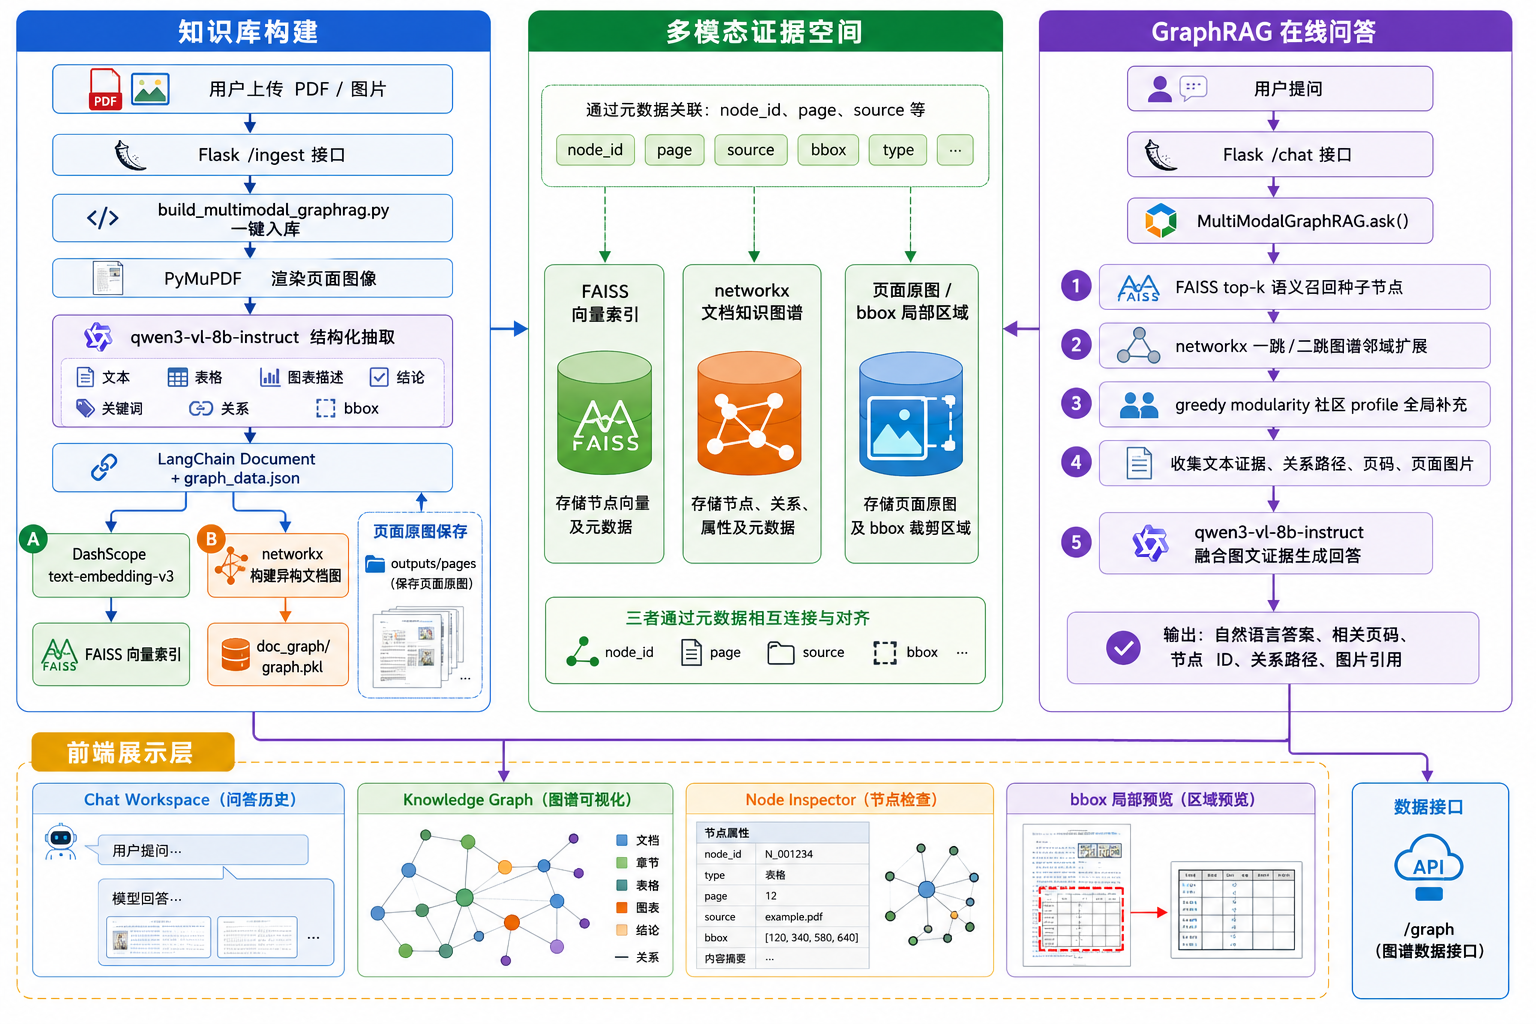 知识库构建
PDF
用户上传 PDF / 图片
Flask /ingest 接口
</>
build_multimodal_graphrag.py
一键入库
PyMuPDF 渲染页面图像
qwen3-vl-8b-instruct 结构化抽取
文本
表格
图表描述
结论
关键词
关系
bbox
LangChain Document
+ graph_data.json
A
DashScope
text-embedding-v3
B
networkx
构建异构文档图
FAISS
FAISS 向量索引
doc_graph/
graph.pkl
页面原图保存
outputs/pages
(保存页面原图)
...
多模态证据空间
通过元数据关联：node_id、page、source 等
node_id
page
source
bbox
type
...
FAISS
向量索引
FAISS
存储节点向量
及元数据
networkx
文档知识图谱
存储节点、关系、
属性及元数据
页面原图 /
bbox 局部区域
存储页面原图
及 bbox 裁剪区域
三者通过元数据相互连接与对齐
node_id
page
source
bbox
...
GraphRAG 在线问答
用户提问
Flask /chat 接口
MultiModalGraphRAG.ask()
1
FAISS top-k 语义召回种子节点
2
networkx 一跳/二跳图谱邻域扩展
3
greedy modularity 社区 profile 全局补充
4
收集文本证据、关系路径、页码、页面图片
5
qwen3-vl-8b-instruct
融合图文证据生成回答
输出：自然语言答案、相关页码、
节点 ID、关系路径、图片引用
前端展示层
Chat Workspace（问答历史）
用户提问...
模型回答...
...
Knowledge Graph（图谱可视化）
文档
章节
表格
图表
结论
关系
Node Inspector（节点检查）
节点属性
node_id N_001234
type 表格
page 12
source example.pdf
bbox [120, 340, 580, 640]
内容摘要 ...
bbox 局部预览（区域预览）
数据接口
API
/graph
（图谱数据接口）